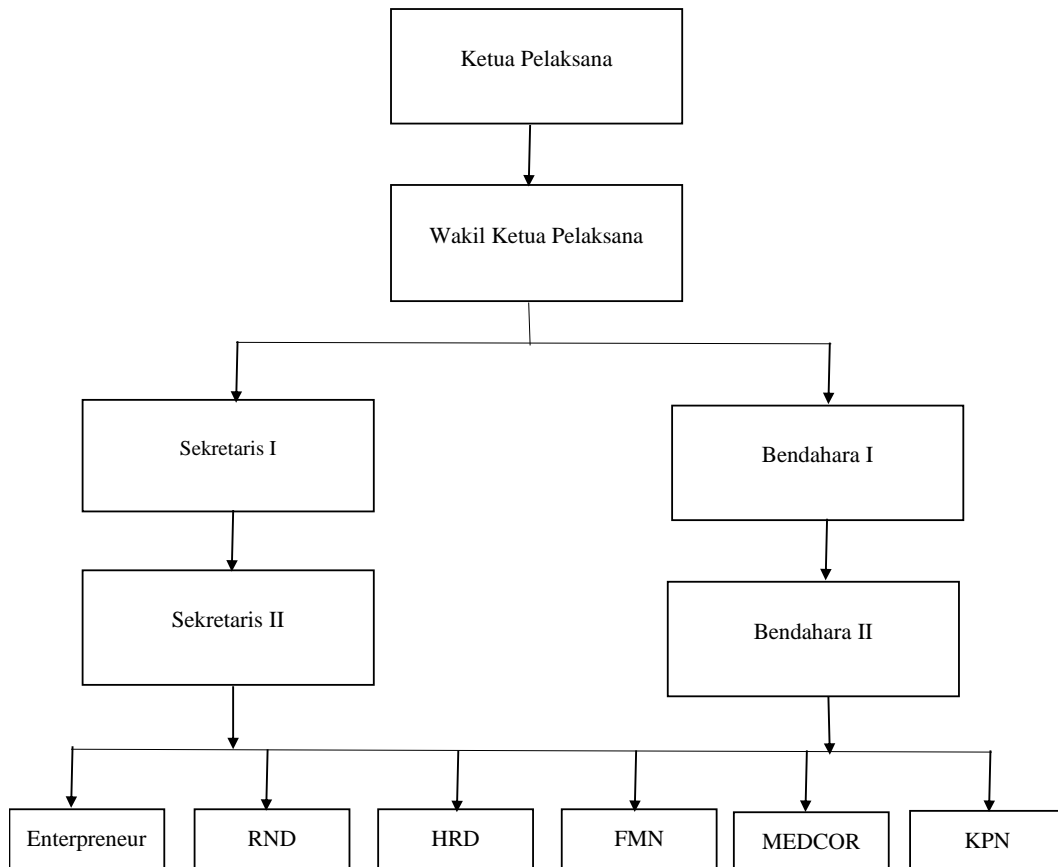 Ketua Pelaksana
Wakil Ketua Pelaksana
Sekretaris I
Bendahara I
Sekretaris II
Bendahara II
Enterpreneur
RND
HRD
FMN
MEDCOR
KPN